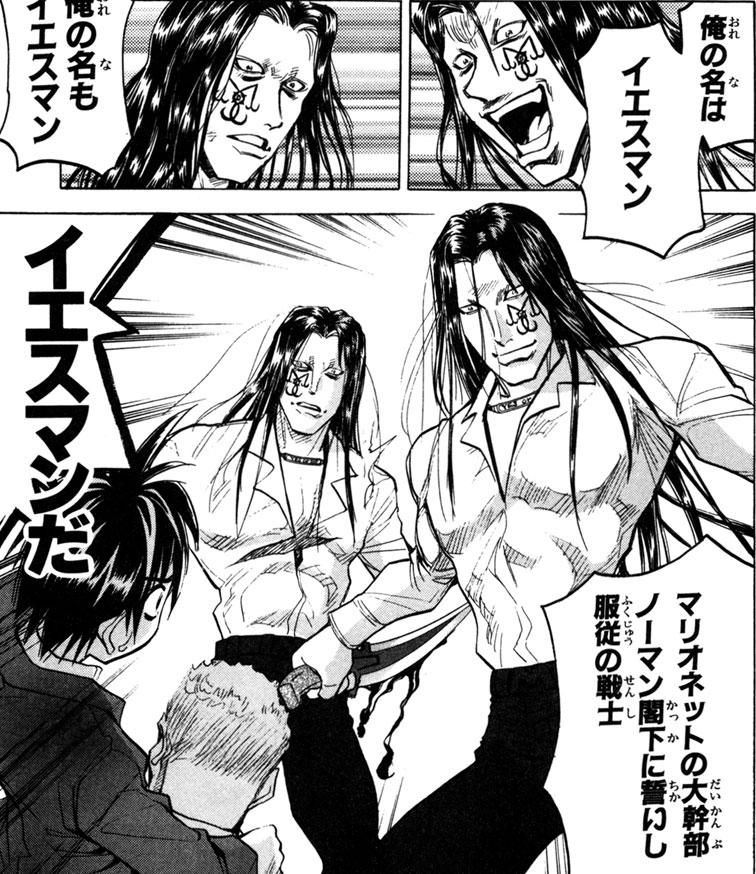 俺の名は
イエスマン
俺の名も
イエスマン
マリオネットの大幹部
ノーマン閣下に誓いし
服従の戦士
イエスマンだ